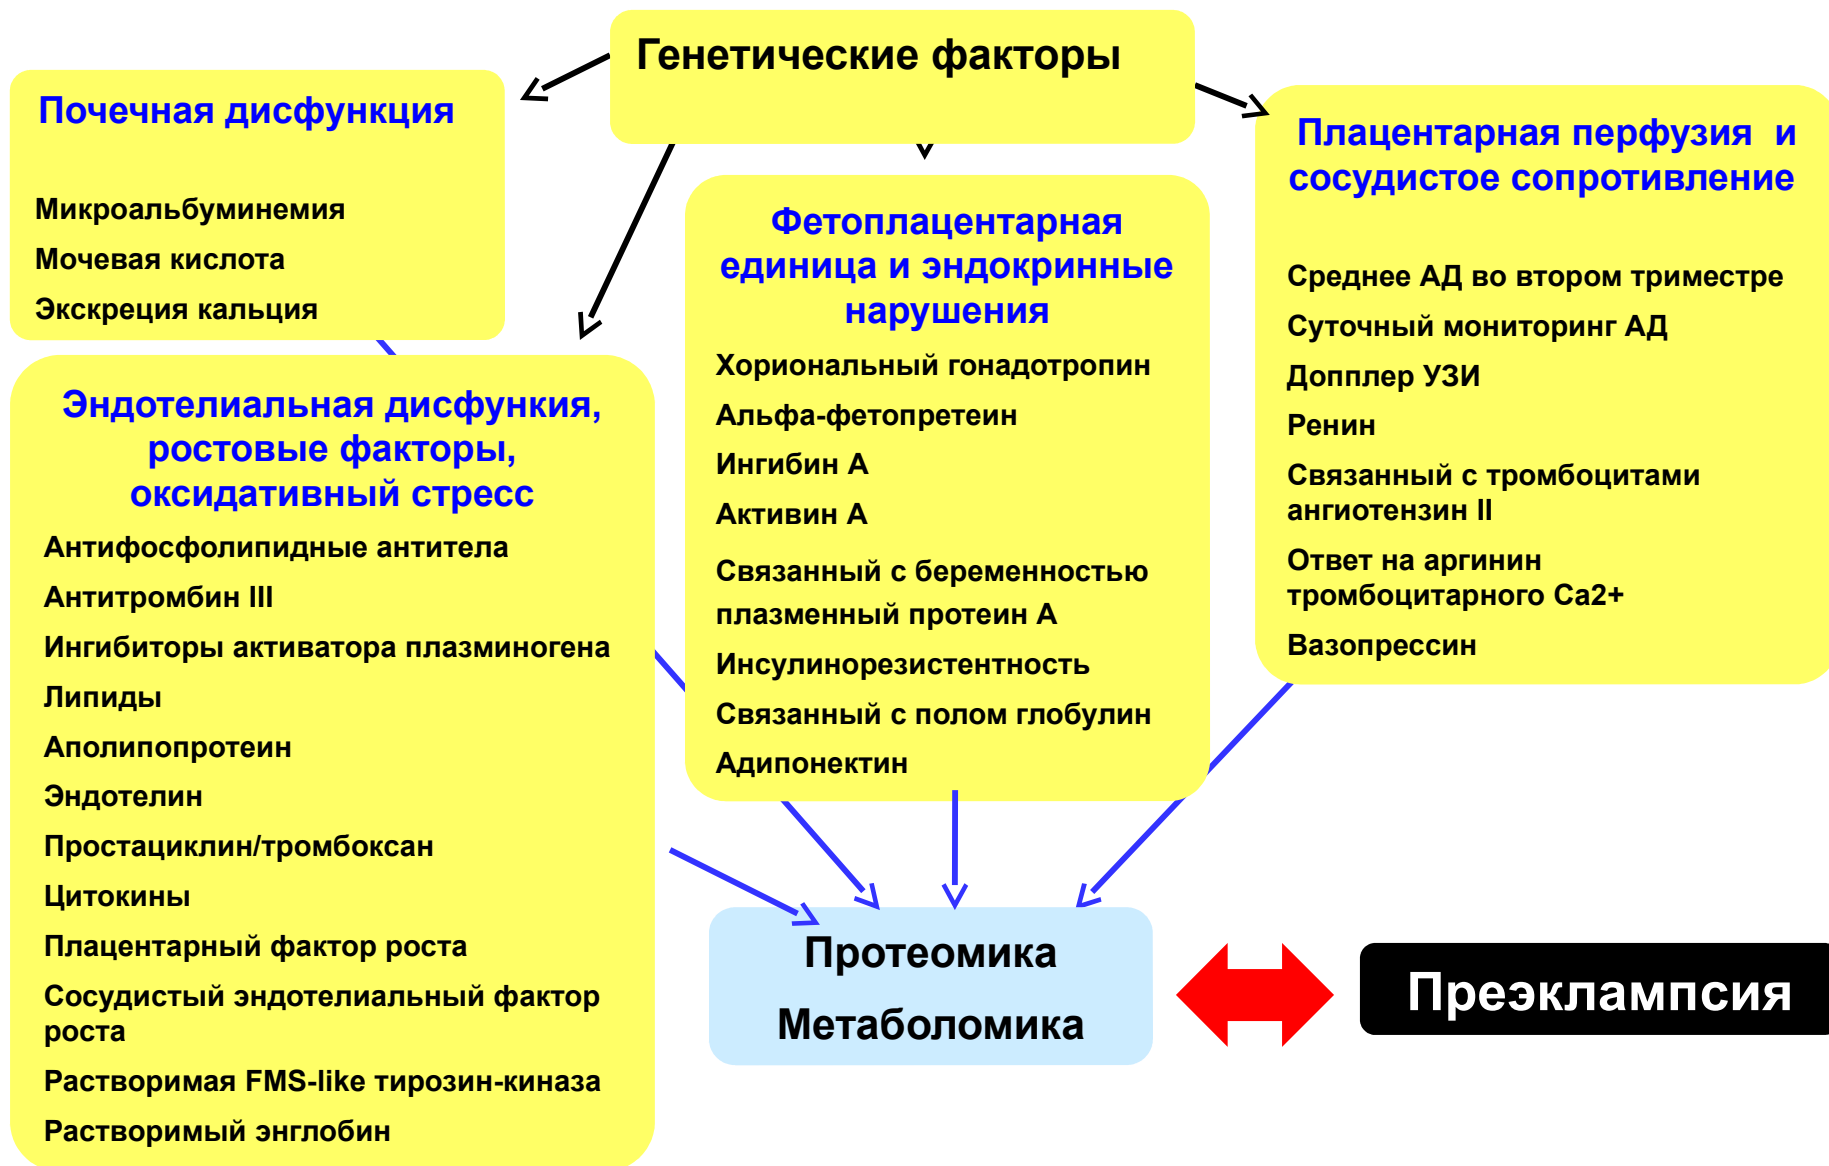 Генетические факторы
Почечная дисфункция
Микроальбуминемия
Мочевая кислота
Экскреция кальция
Плацентарная перфузия и
сосудистое сопротивление
Среднее АД во втором триместре
Суточный мониторинг АД
Допплер УЗИ
Ренин
Связанный с тромбоцитами
ангиотензин II
Ответ на аргинин
тромбоцитарного Ca2+
Вазопрессин
Фетоплацентарная
единица и эндокринные
нарушения
Хориональный гонадотропин
Альфа-фетопретеин
Ингибин А
Активин А
Связанный с беременностью
плазменный протеин А
Инсулинорезистентность
Связанный с полом глобулин
Адипонектин
Эндотелиальная дисфункия,
ростовые факторы,
оксидативный стресс
Антифосфолипидные антитела
Антитромбин III
Ингибиторы активатора плазминогена
Липиды
Аполипопротеин
Эндотелин
Простациклин/тромбоксан
Цитокины
Плацентарный фактор роста
Сосудистый эндотелиальный фактор
роста
Растворимая FMS-like тирозин-киназа
Растворимый энглобин
Протеомика
Метаболомика
Преэклампсия